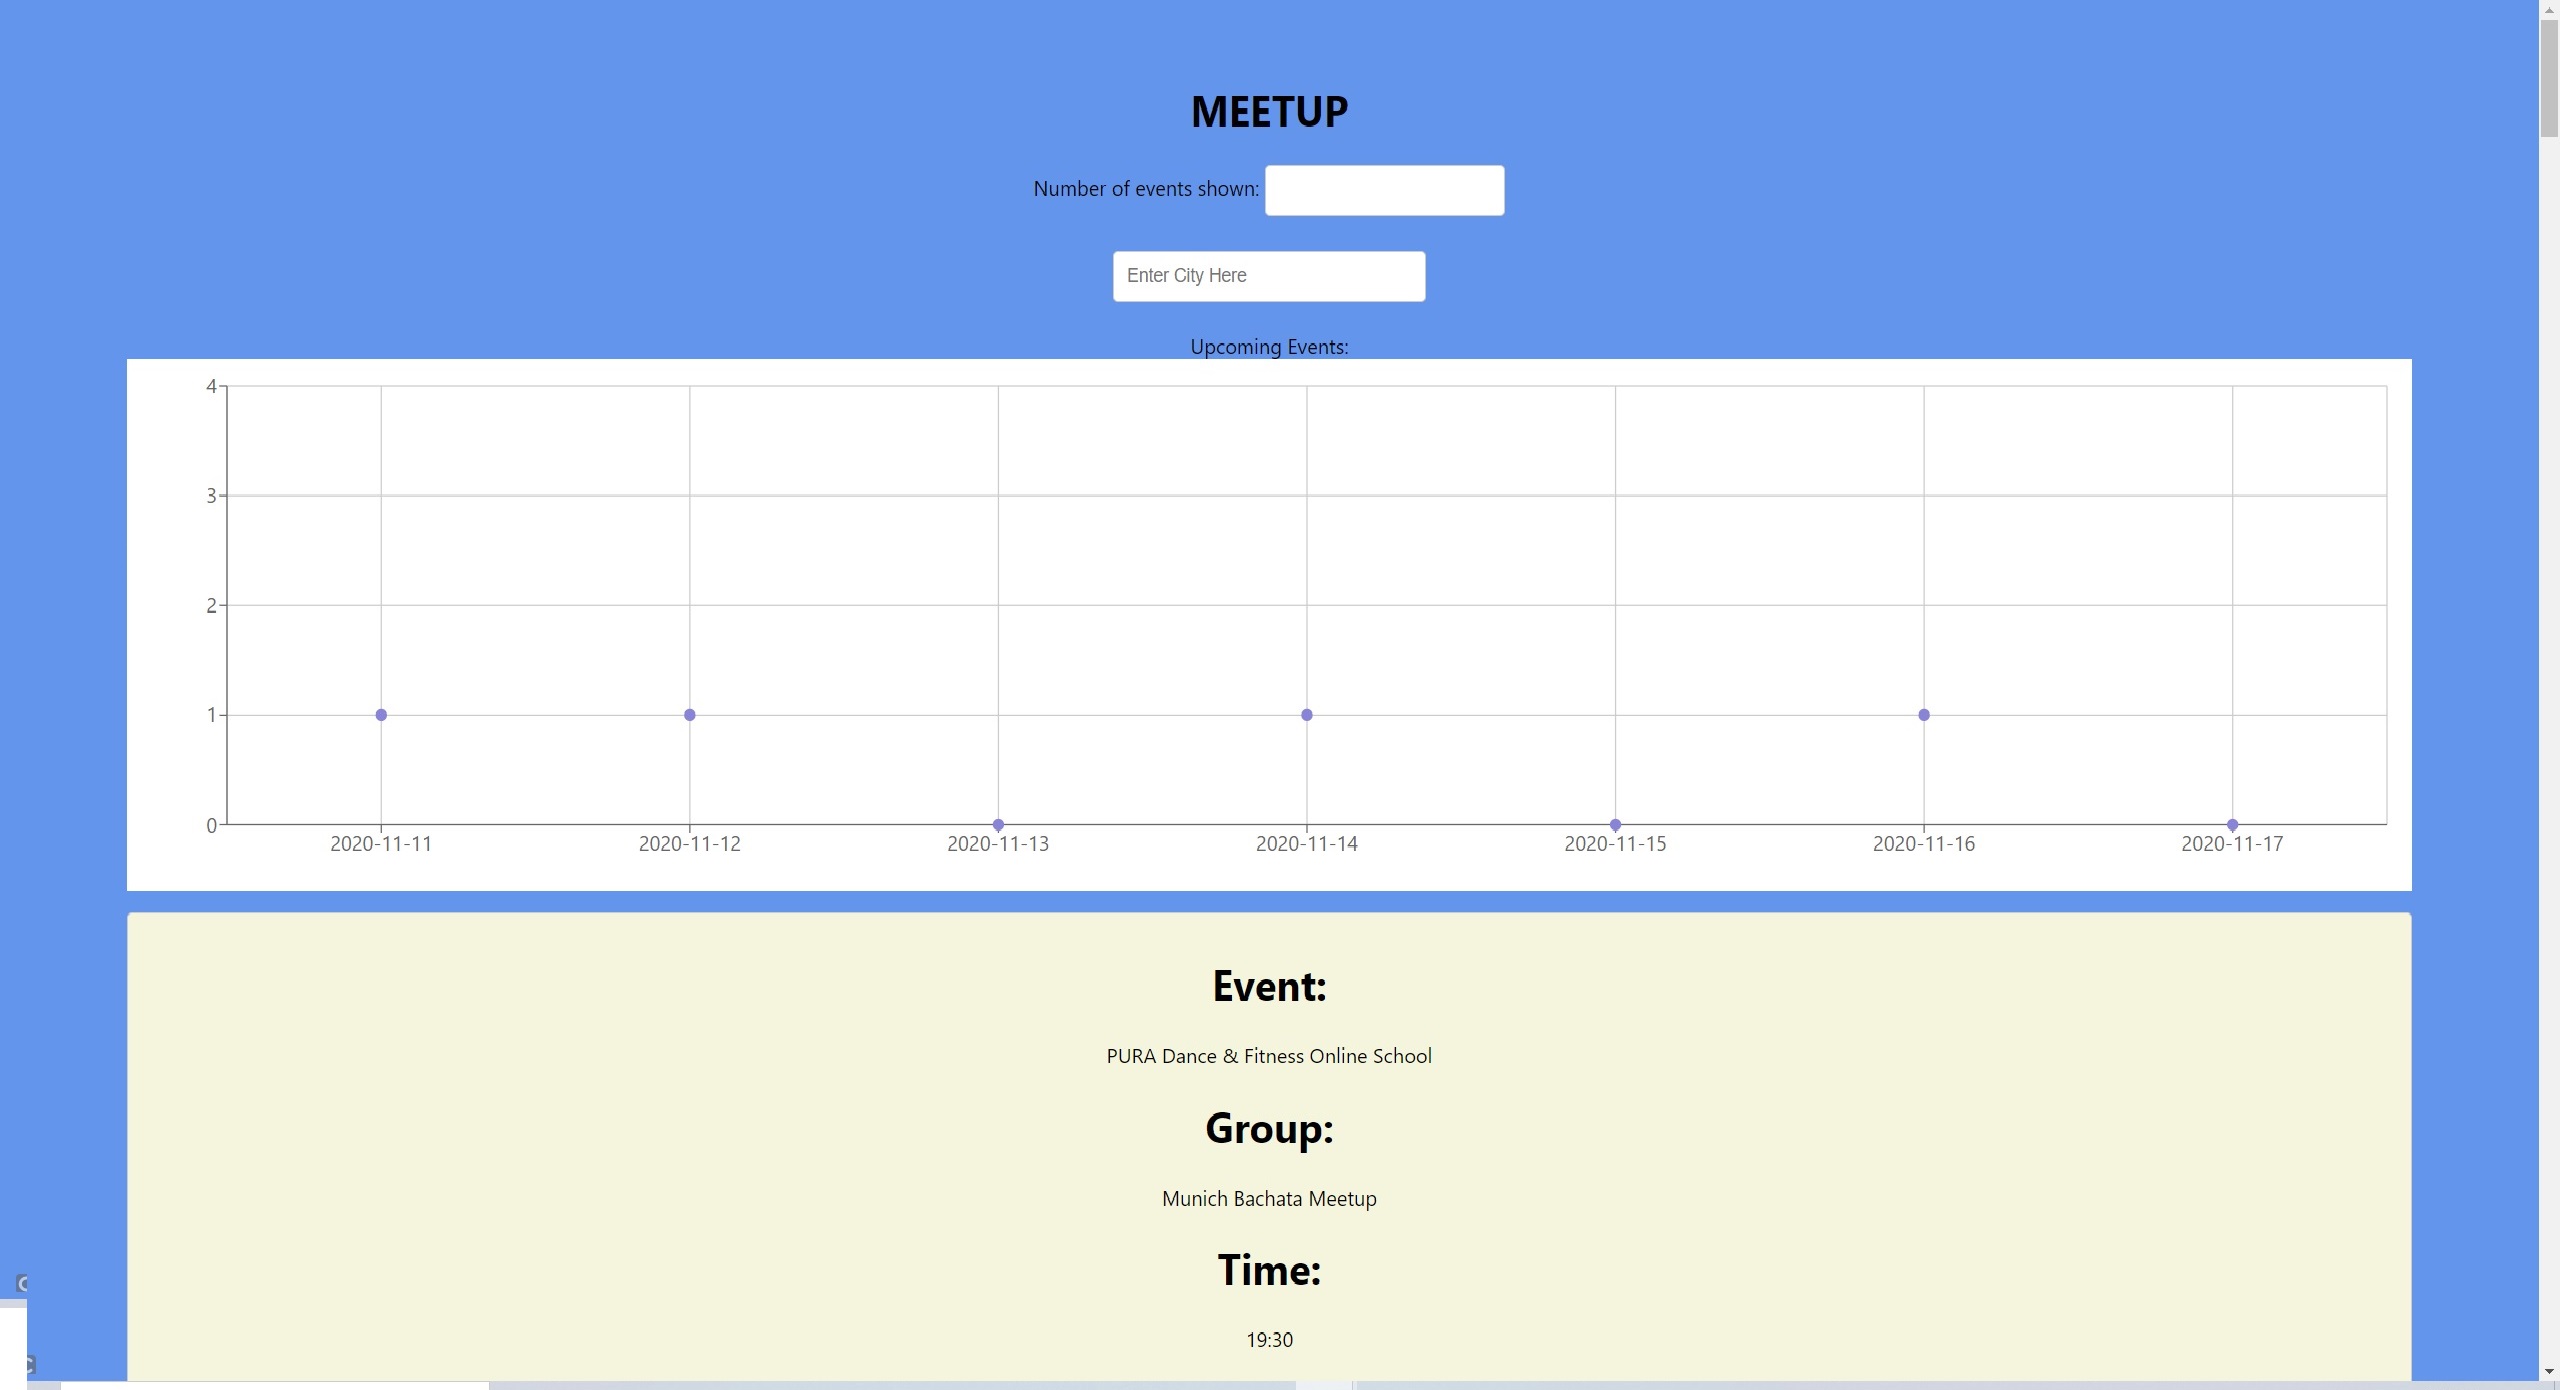 MEETUP
Number of events shown:
Enter City Here
Upcoming Events:
4
3
2
1
0
2020-11-11 2020-11-12 2020-11-13 2020-11-14 2020-11-15 2020-11-16 2020-11-17
Event:
PURA Dance & Fitness Online School
Group:
Munich Bachata Meetup
Time:
19:30